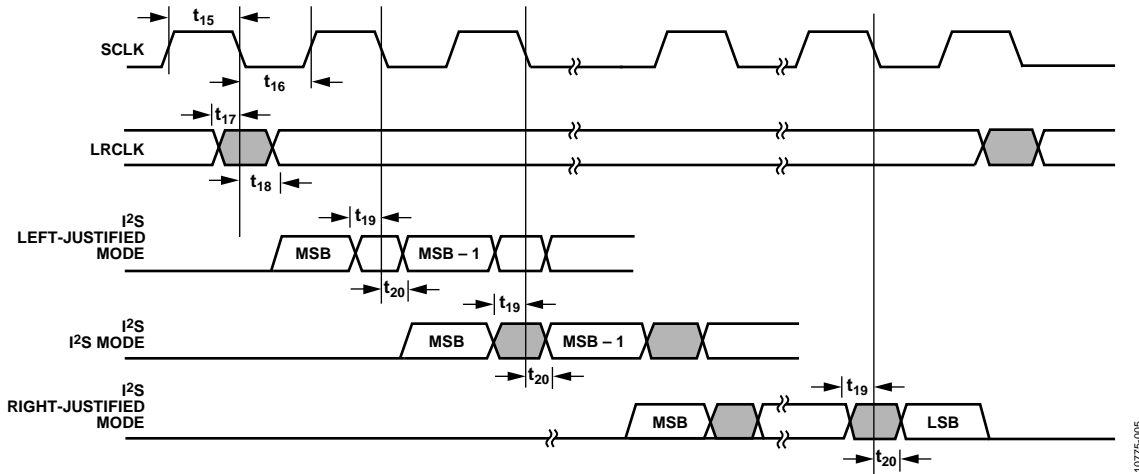 t15
SCLK
t16
t17
LRCLK
t18
I2S
LEFT-JUSTIFIED
MODE
t19
MSB
MSB – 1
t20
I2S
I2S MODE
t19
MSB
MSB – 1
t20
I2S
RIGHT-JUSTIFIED
MODE
t19
MSB
LSB
t20
10775-005